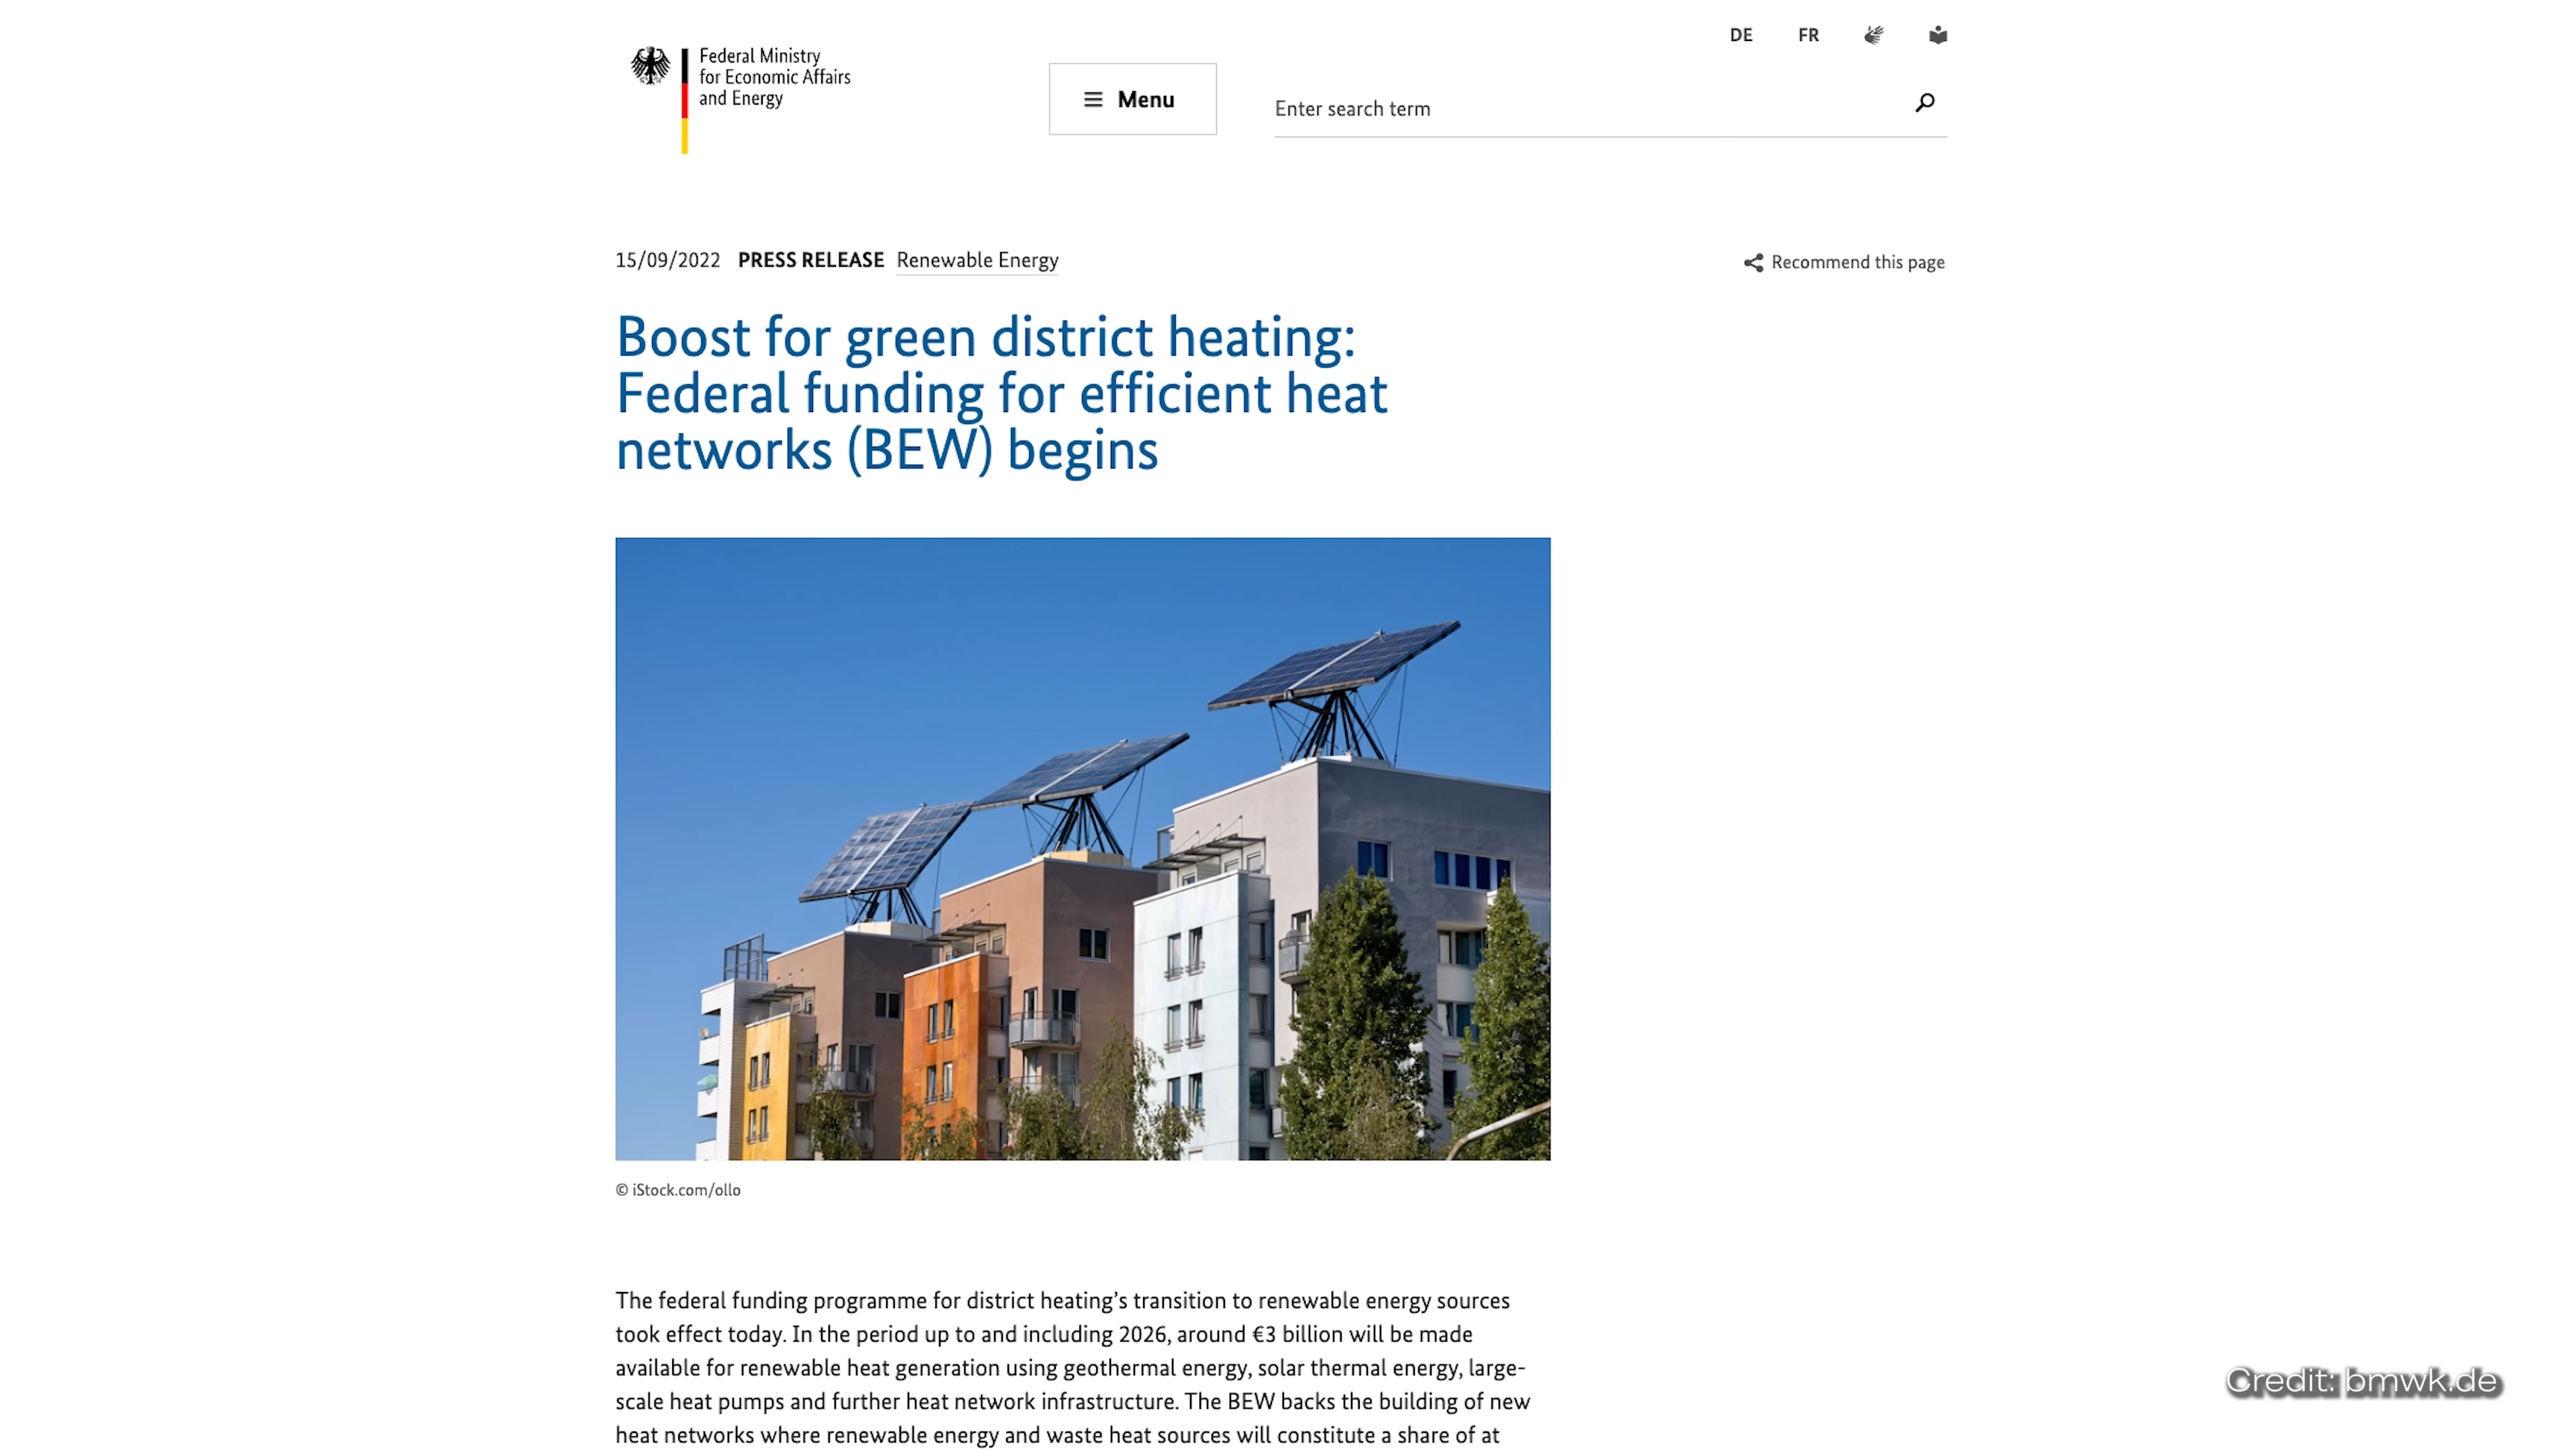 DE FR
Federal Ministry
for Economic Affairs
and Energy
Menu
Enter search term
15/09/2022 PRESS RELEASE Renewable Energy
Recommend this page
Boost for green district heating:
Federal funding for efficient heat
networks (BEW) begins
© iStock.com/ollo
The federal funding programme for district heating’s transition to renewable energy sources
took effect today. In the period up to and including 2026, around €3 billion will be made
available for renewable heat generation using geothermal energy, solar thermal energy, large-
scale heat pumps and further heat network infrastructure. The BEW backs the building of new
heat networks where renewable energy and waste heat sources will constitute a share of at
Credit: bmwk.de